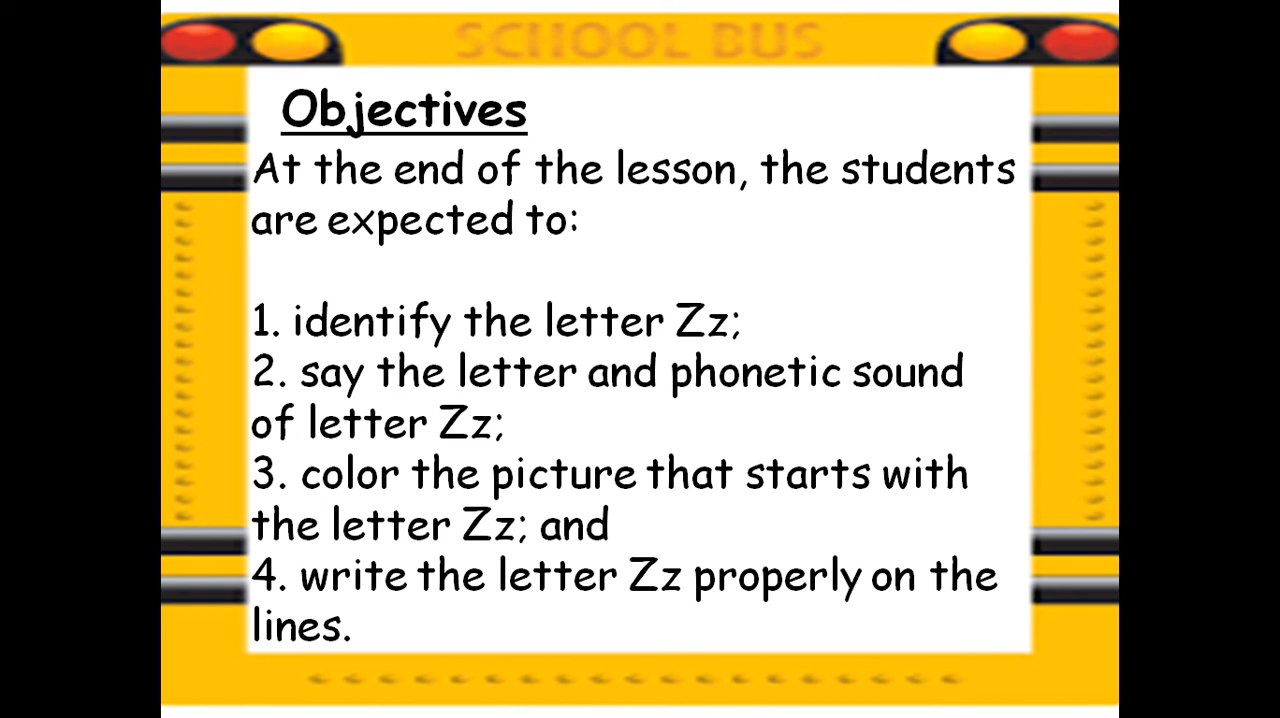 SCHOOL BUS
Objectives
At the end of the lesson, the students
are expected to:
1. identify the letter Zz;
2. say the letter and phonetic sound
of letter Zz;
3. color the picture that starts with
the letter Zz; and
4. write the letter Zz properly on the
lines.